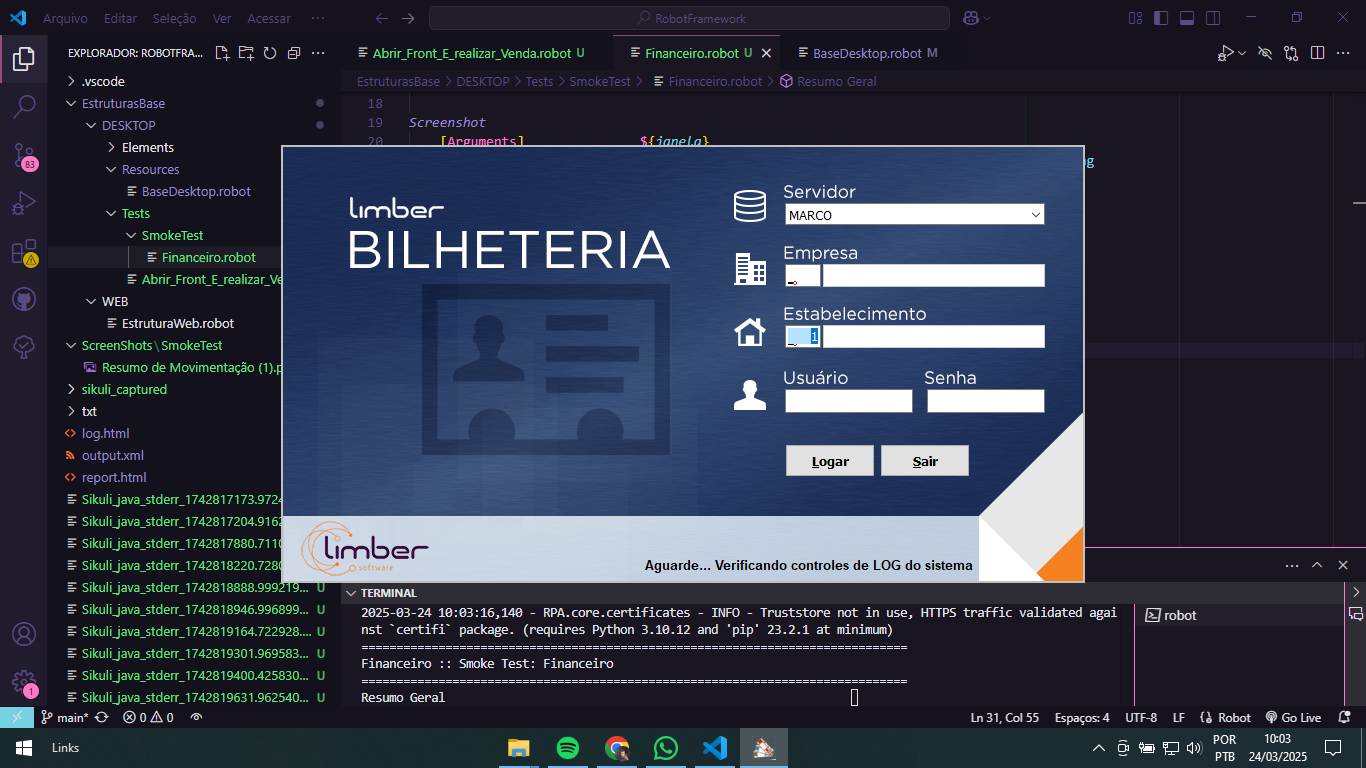 Arquivo Editar Seleção Ver Acessar ··· RobotFramework
EXPLORADOR: ROBOTFRA...
.vscode
EstruturasBase
DESKTOP
Elements
Resources
BaseDesktop.robot
Tests
SmokeTest
Financeiro.robot
Abrir_Front_E_realizar_Ve
WEB
EstruturaWeb.robot
ScreenShots\SmokeTest
Resumo de Movimentação (1).p
sikuli_captured
txt
log.html
output.xml
report.html
Sikuli_java_stderr_1742817173.9724
Sikuli_java_stderr_1742817204.9162
Sikuli_java_stderr_1742817880.7110
Sikuli_java_stderr_1742818220.7280
Sikuli_java_stderr_1742818888.999219... U
Sikuli_java_stderr_1742818946.996899... U
Sikuli_java_stderr_1742819164.722928.... U
Sikuli_java_stderr_1742819301.969583... U
Sikuli_java_stderr_1742819400.425830... U
Sikuli_java_stderr_1742819631.962540... U
83
1
Abrir_Front_E_realizar_Venda.robot U Financeiro.robot U BaseDesktop.robot M
EstruturasBase > DESKTOP > Tests > SmokeTest > Financeiro.robot > Resumo Geral
18
19 Screenshot
20 [Arguments] ${janela}
g
limber
BILHETERIA
Servidor
MARCO
Empresa
Estabelecimento
1
Usuário Senha
Logar Sair
limber
software
Aguarde... Verificando controles de LOG do sistema
TERMINAL
2025-03-24 10:03:16,140 - RPA.core.certificates - INFO - Truststore not in use, HTTPS traffic validated agai
nst `certifi` package. (requires Python 3.10.12 and 'pip' 23.2.1 at minimum)
==============================================================================
Financeiro :: Smoke Test: Financeiro
==============================================================================
Resumo Geral
robot
main* 0 0 Ln 31, Col 55 Espaços: 4 UTF-8 LF Robot Go Live
Links
POR
PTB
10:03
24/03/2025